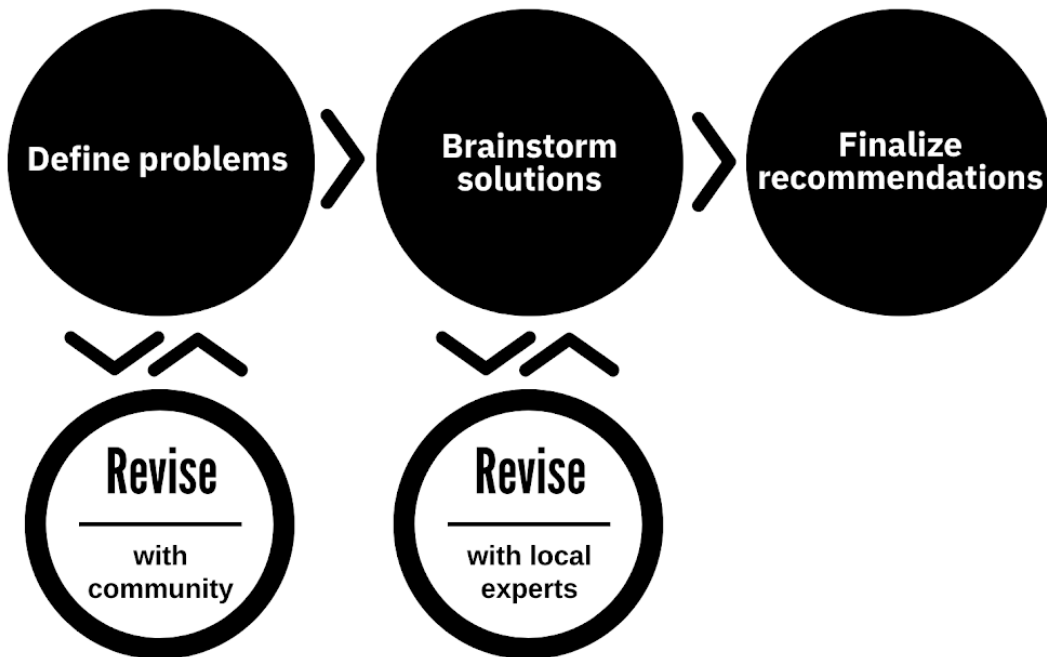 Define problems
Brainstorm
solutions
Finalize
recommendations
Revise
with
community
Revise
with local
experts